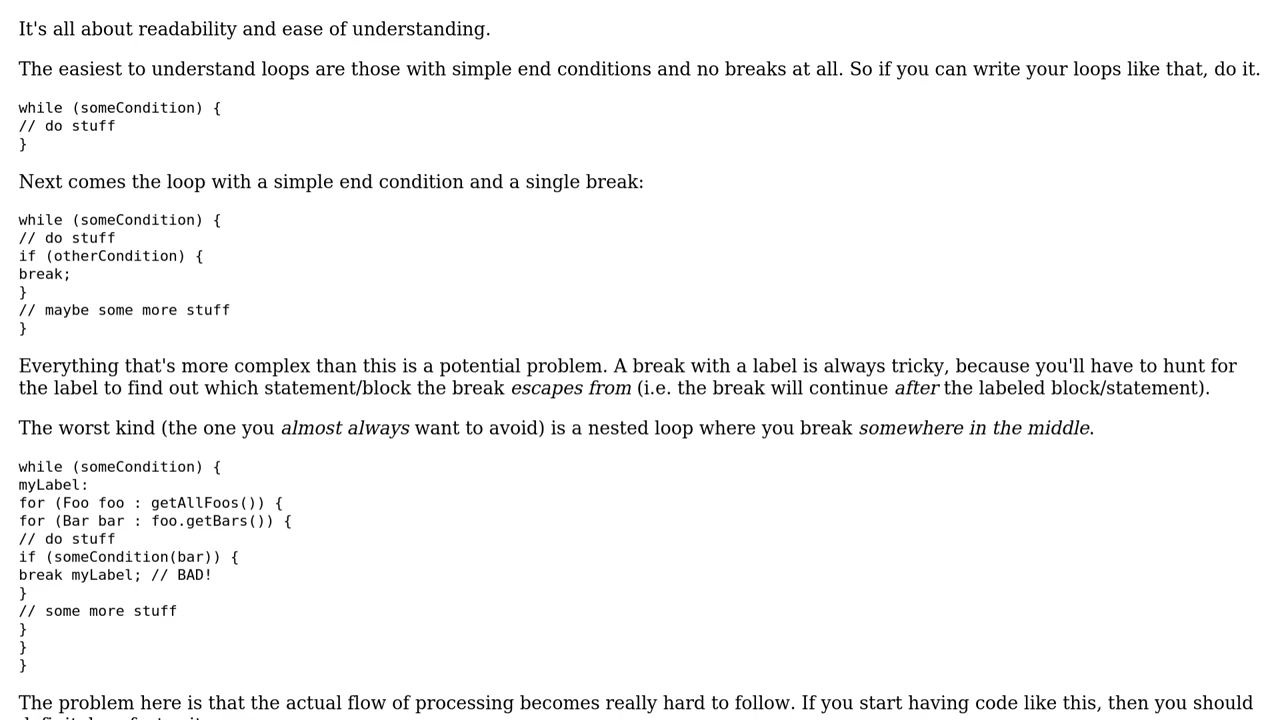 It's all about readability and ease of understanding.
The easiest to understand loops are those with simple end conditions and no breaks at all. So if you can write your loops like that, do it.
while (someCondition) {
// do stuff
}
Next comes the loop with a simple end condition and a single break:
while (someCondition) {
// do stuff
if (otherCondition) {
break;
}
// maybe some more stuff
}
Everything that's more complex than this is a potential problem. A break with a label is always tricky, because you'll have to hunt for
the label to find out which statement/block the break escapes from (i.e. the break will continue after the labeled block/statement).
The worst kind (the one you almost always want to avoid) is a nested loop where you break somewhere in the middle.
while (someCondition) {
myLabel:
for (Foo foo : getAllFoos()) {
for (Bar bar : foo.getBars()) {
// do stuff
if (someCondition(bar)) {
break myLabel; // BAD!
}
// some more stuff
}
}
}
The problem here is that the actual flow of processing becomes really hard to follow. If you start having code like this, then you should